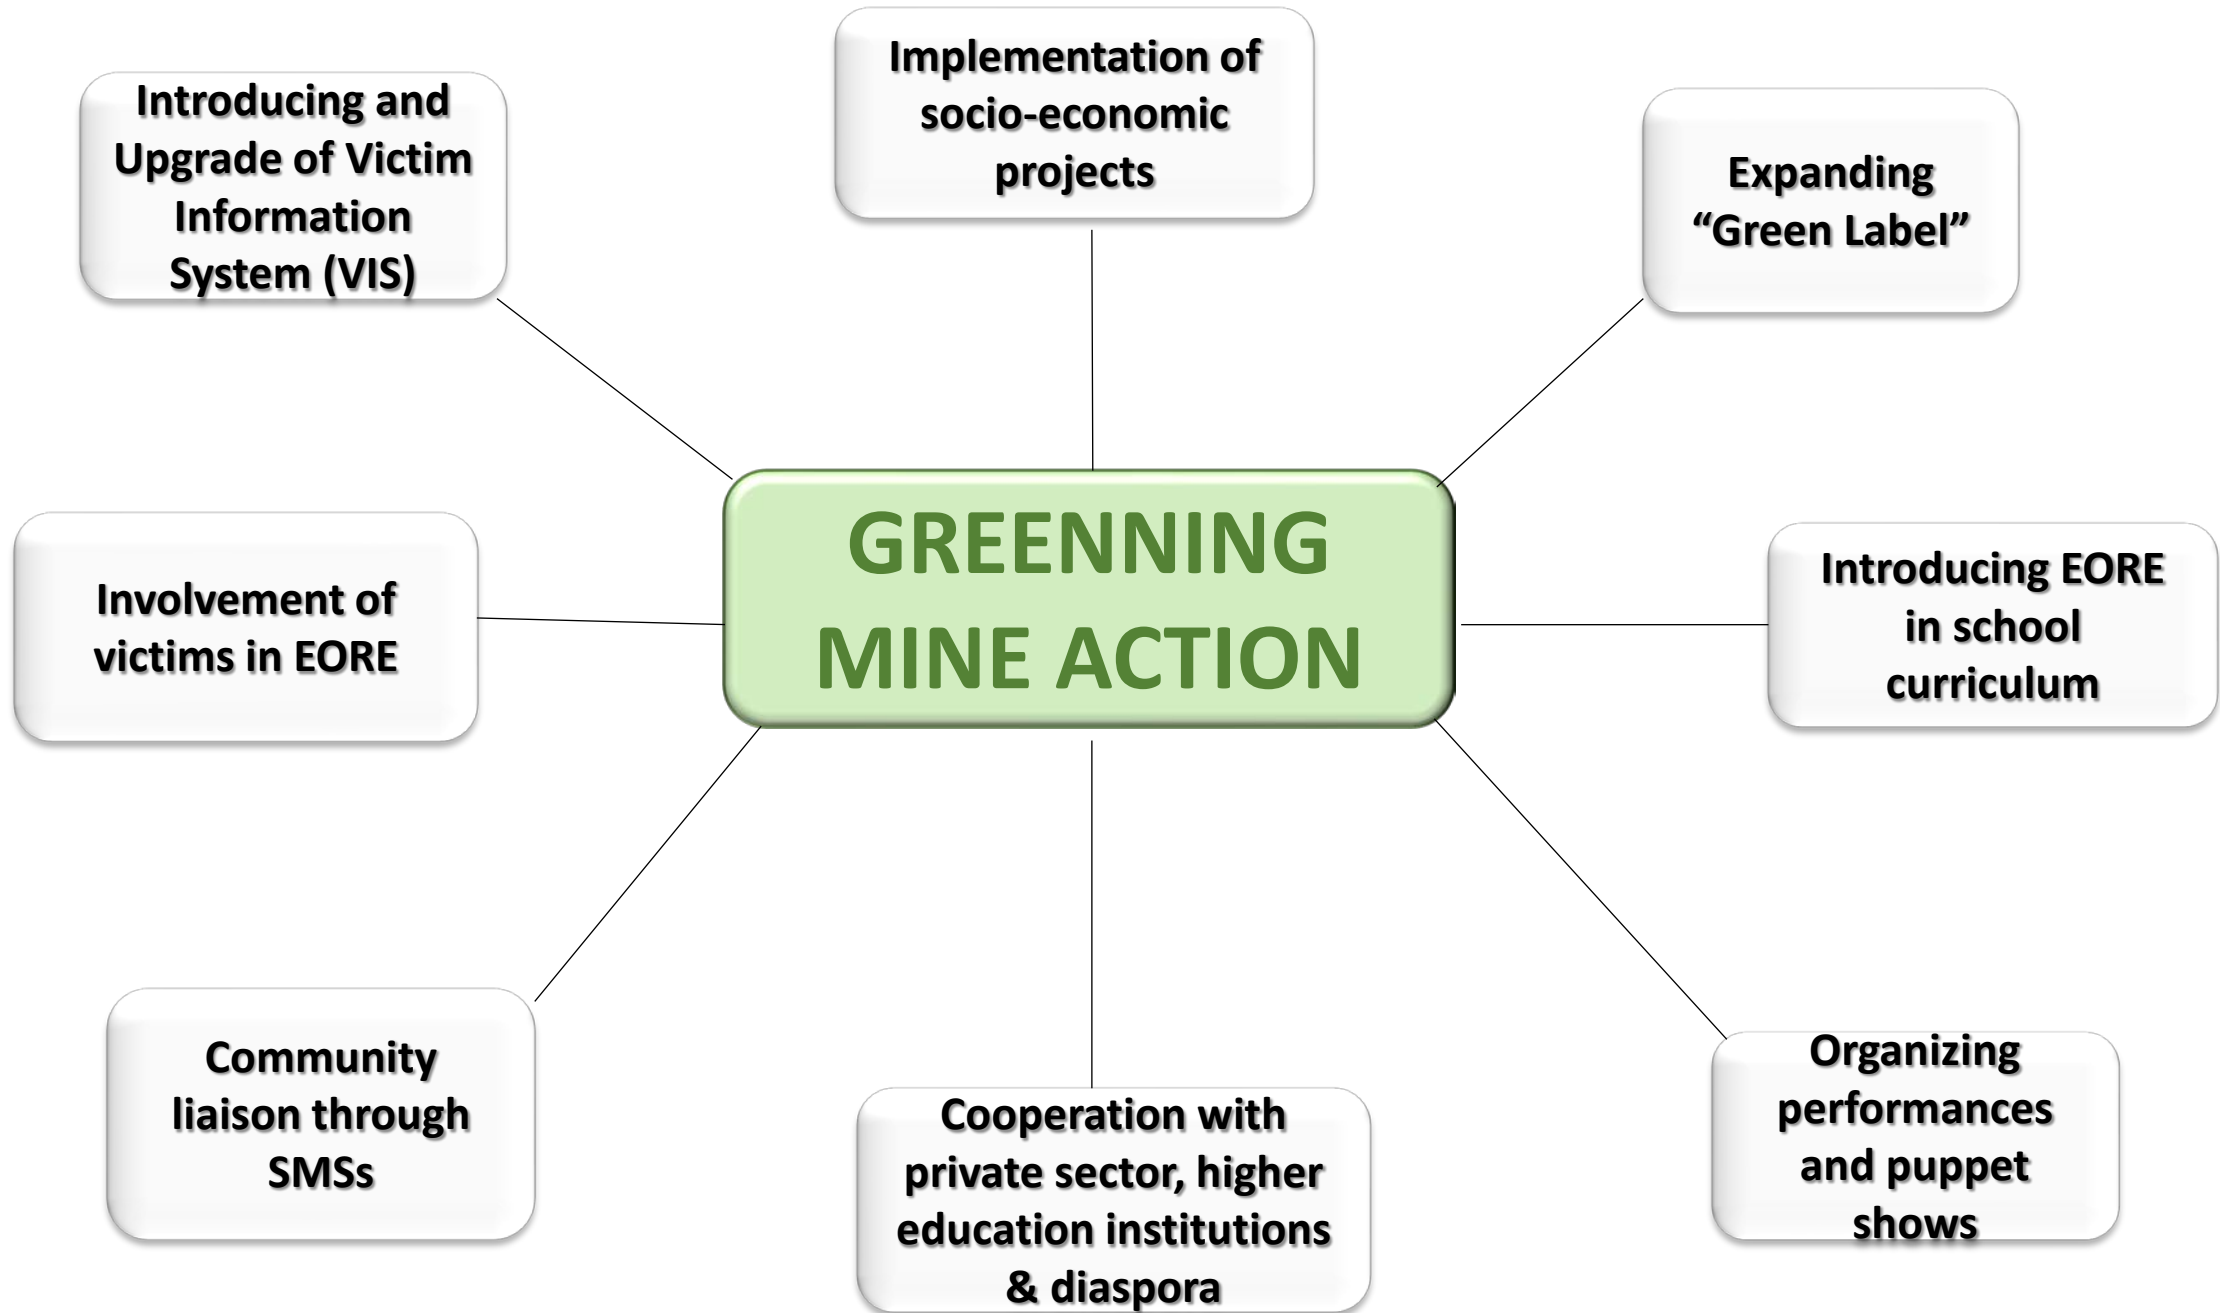 Implementation of
socio-economic
projects
Introducing and
Upgrade of Victim
Information
System (VIS)
Expanding
“Green Label”
GREENNING
MINE ACTION
Involvement of
victims in EORE
Introducing EORE
in school
curriculum
Community
liaison through
SMSs
Cooperation with
private sector, higher
education institutions
& diaspora
Organizing
performances
and puppet
shows